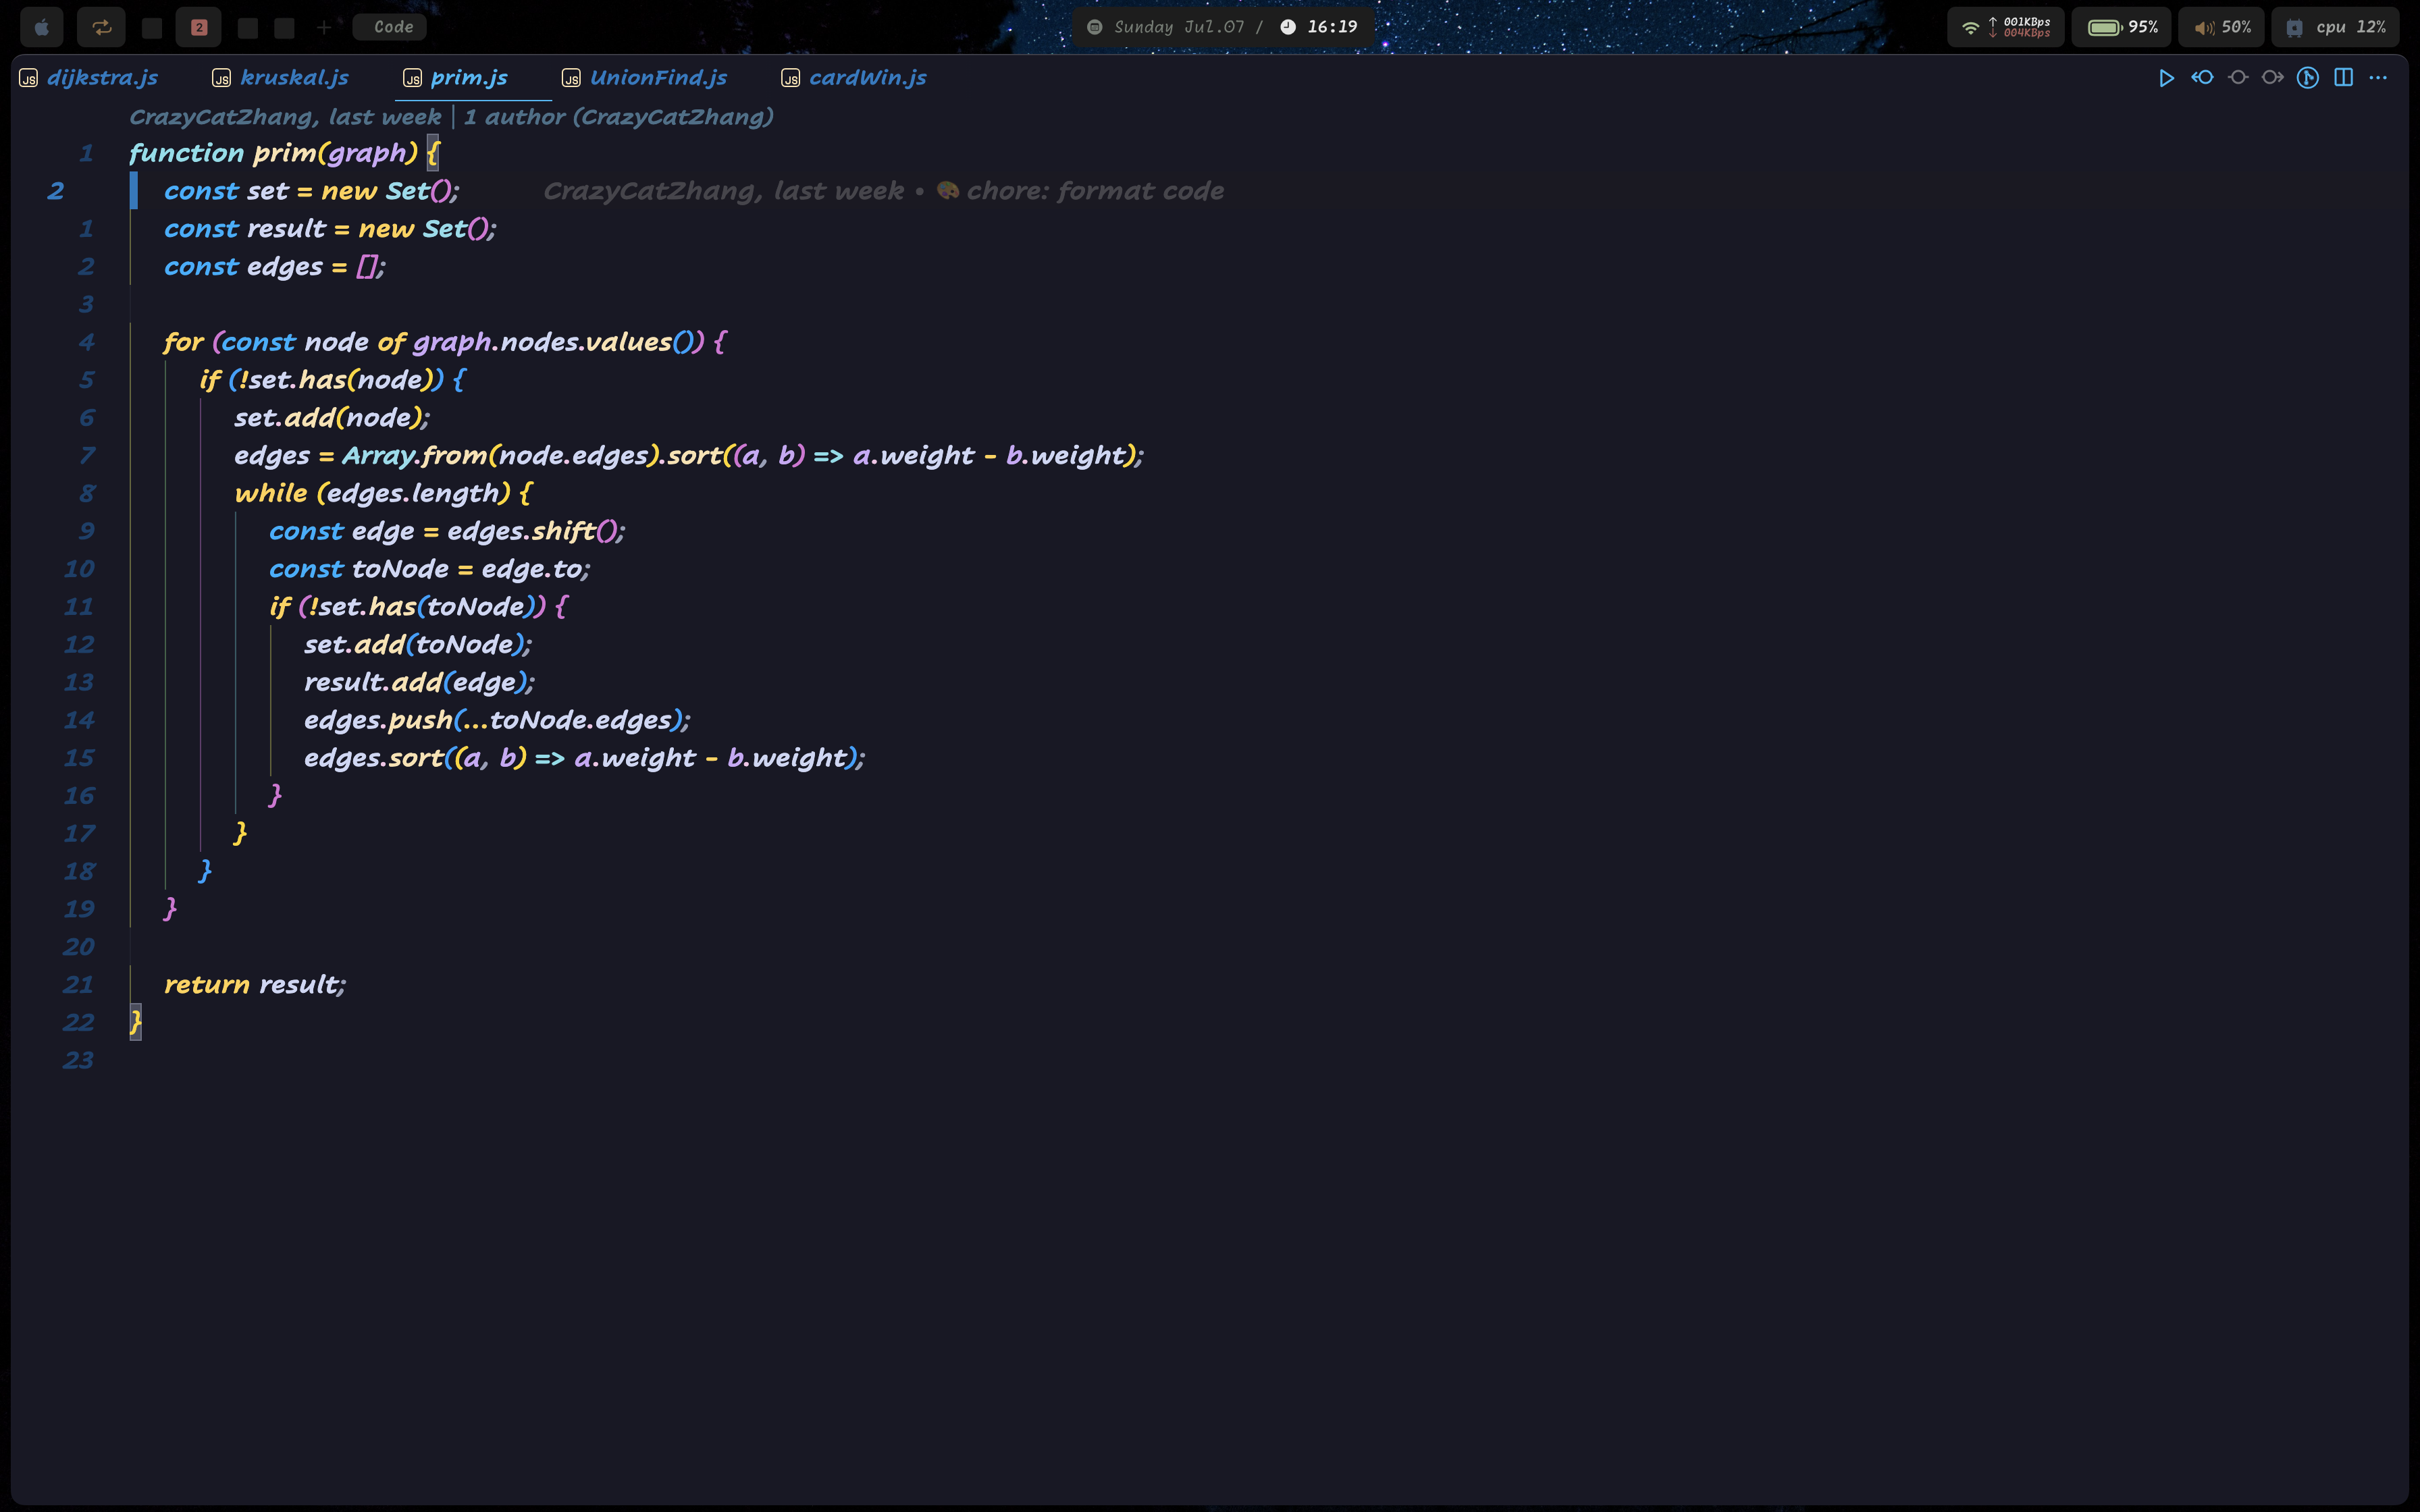 2 + Code Sunday Jul.07 / 16:19 001KBps 004KBps 95% 50% cpu 12%
JS dijkstra.js JS kruskal.js JS prim.js JS UnionFind.js JS cardWin.js
CrazyCatZhang, last week | 1 author (CrazyCatZhang)
1 function prim(graph) {
2 const set = new Set(); CrazyCatZhang, last week • 🎨 chore: format code
1 const result = new Set();
2 const edges = [];
3
4 for (const node of graph.nodes.values()) {
5 if (!set.has(node)) {
6 set.add(node);
7 edges = Array.from(node.edges).sort((a, b) => a.weight - b.weight);
8 while (edges.length) {
9 const edge = edges.shift();
10 const toNode = edge.to;
11 if (!set.has(toNode)) {
12 set.add(toNode);
13 result.add(edge);
14 edges.push(...toNode.edges);
15 edges.sort((a, b) => a.weight - b.weight);
16 }
17 }
18 }
19 }
20
21 return result;
22 }
23